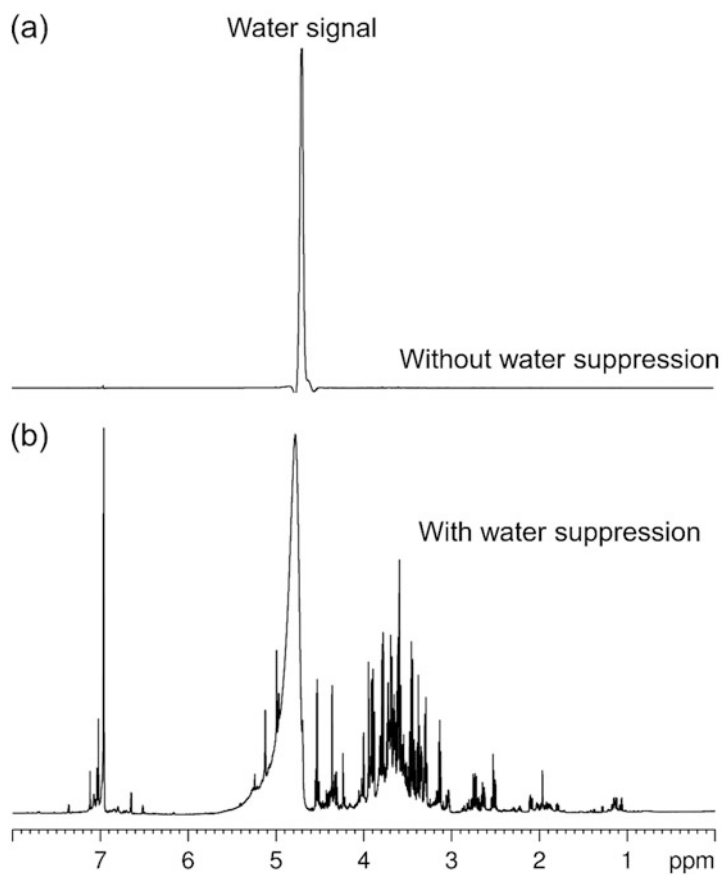 (a)
Water signal
Without water suppression
(b)
With water suppression
7 6 5 4 3 2 1 ppm